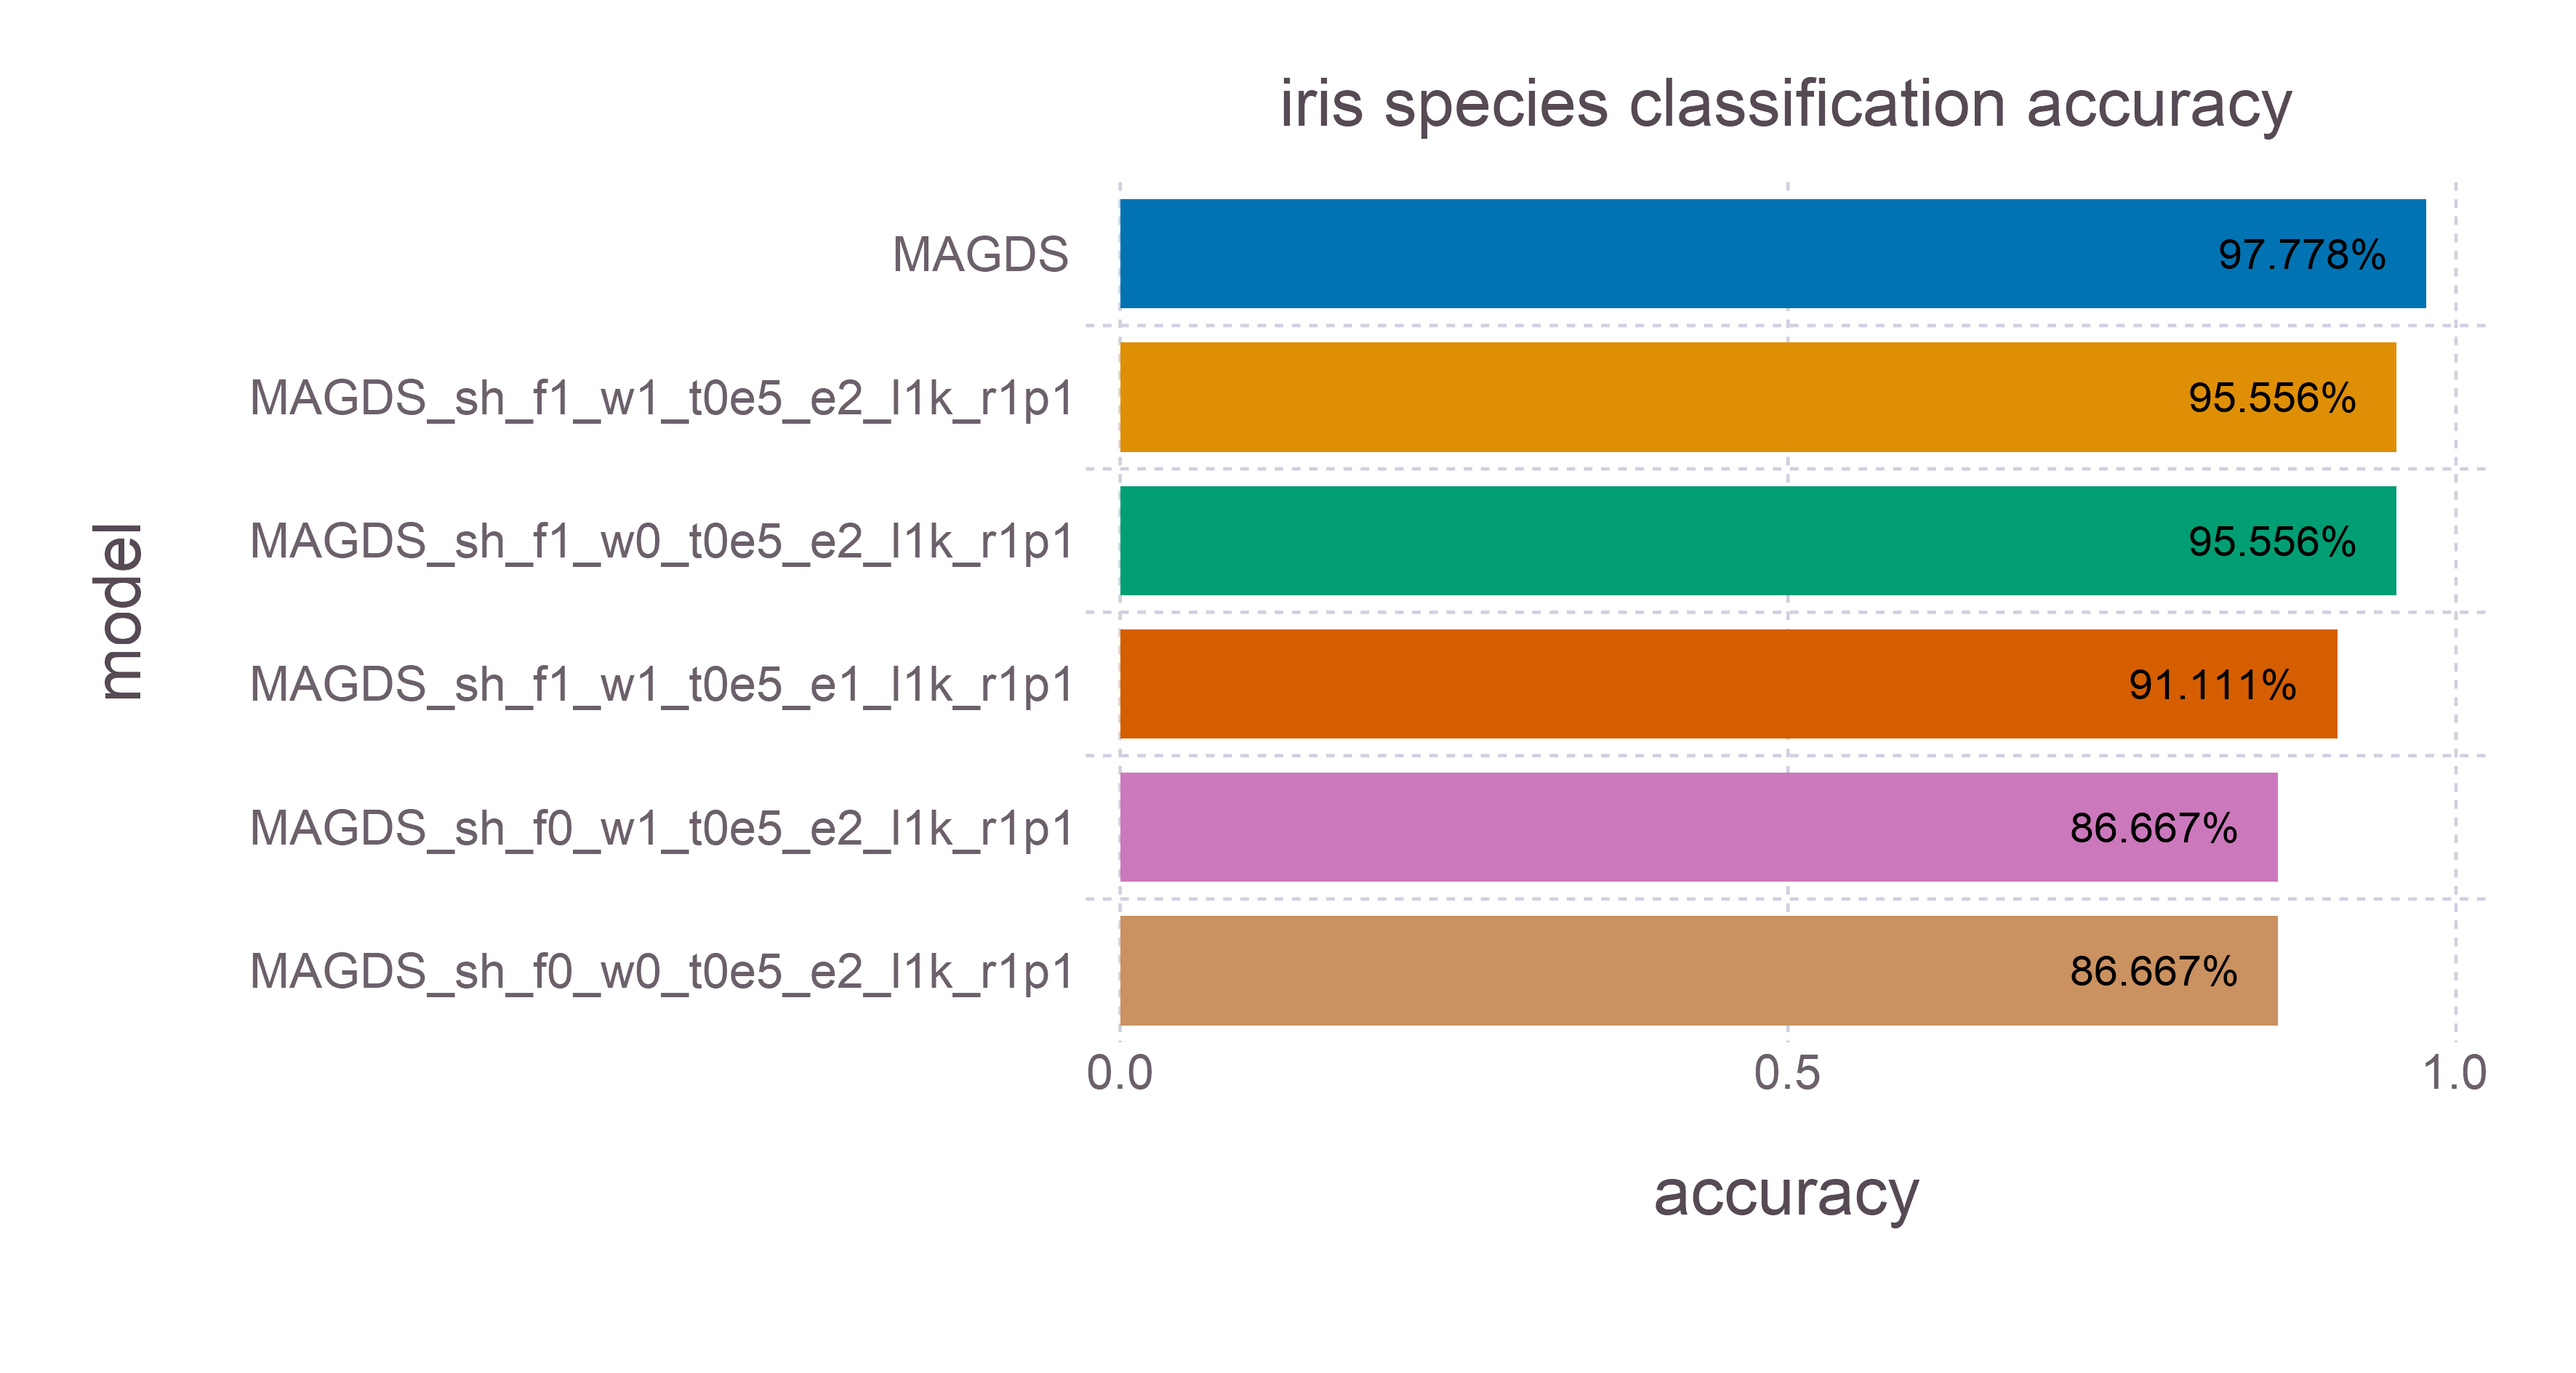 iris species classification accuracy
model
MAGDS
97.778%
MAGDS_sh_f1_w1_t0e5_e2_l1k_r1p1
95.556%
MAGDS_sh_f1_w0_t0e5_e2_l1k_r1p1
95.556%
MAGDS_sh_f1_w1_t0e5_e1_l1k_r1p1
91.111%
MAGDS_sh_f0_w1_t0e5_e2_l1k_r1p1
86.667%
MAGDS_sh_f0_w0_t0e5_e2_l1k_r1p1
86.667%
0.0
0.5
1.0
accuracy